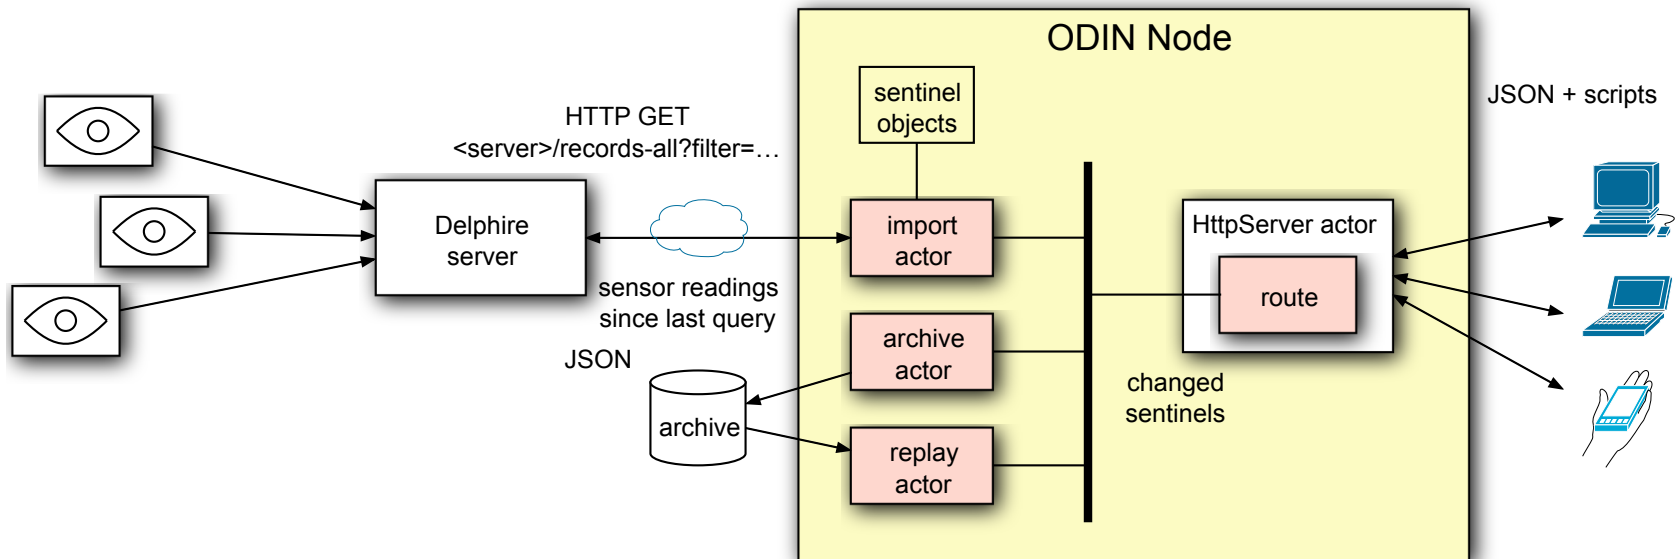 ODIN Node
sentinel
objects
JSON + scripts
HTTP GET
<server>/records-all?filter=…
Delphire
server
import
actor
HttpServer actor
sensor readings
since last query
route
JSON
archive
actor
changed
sentinels
archive
replay
actor